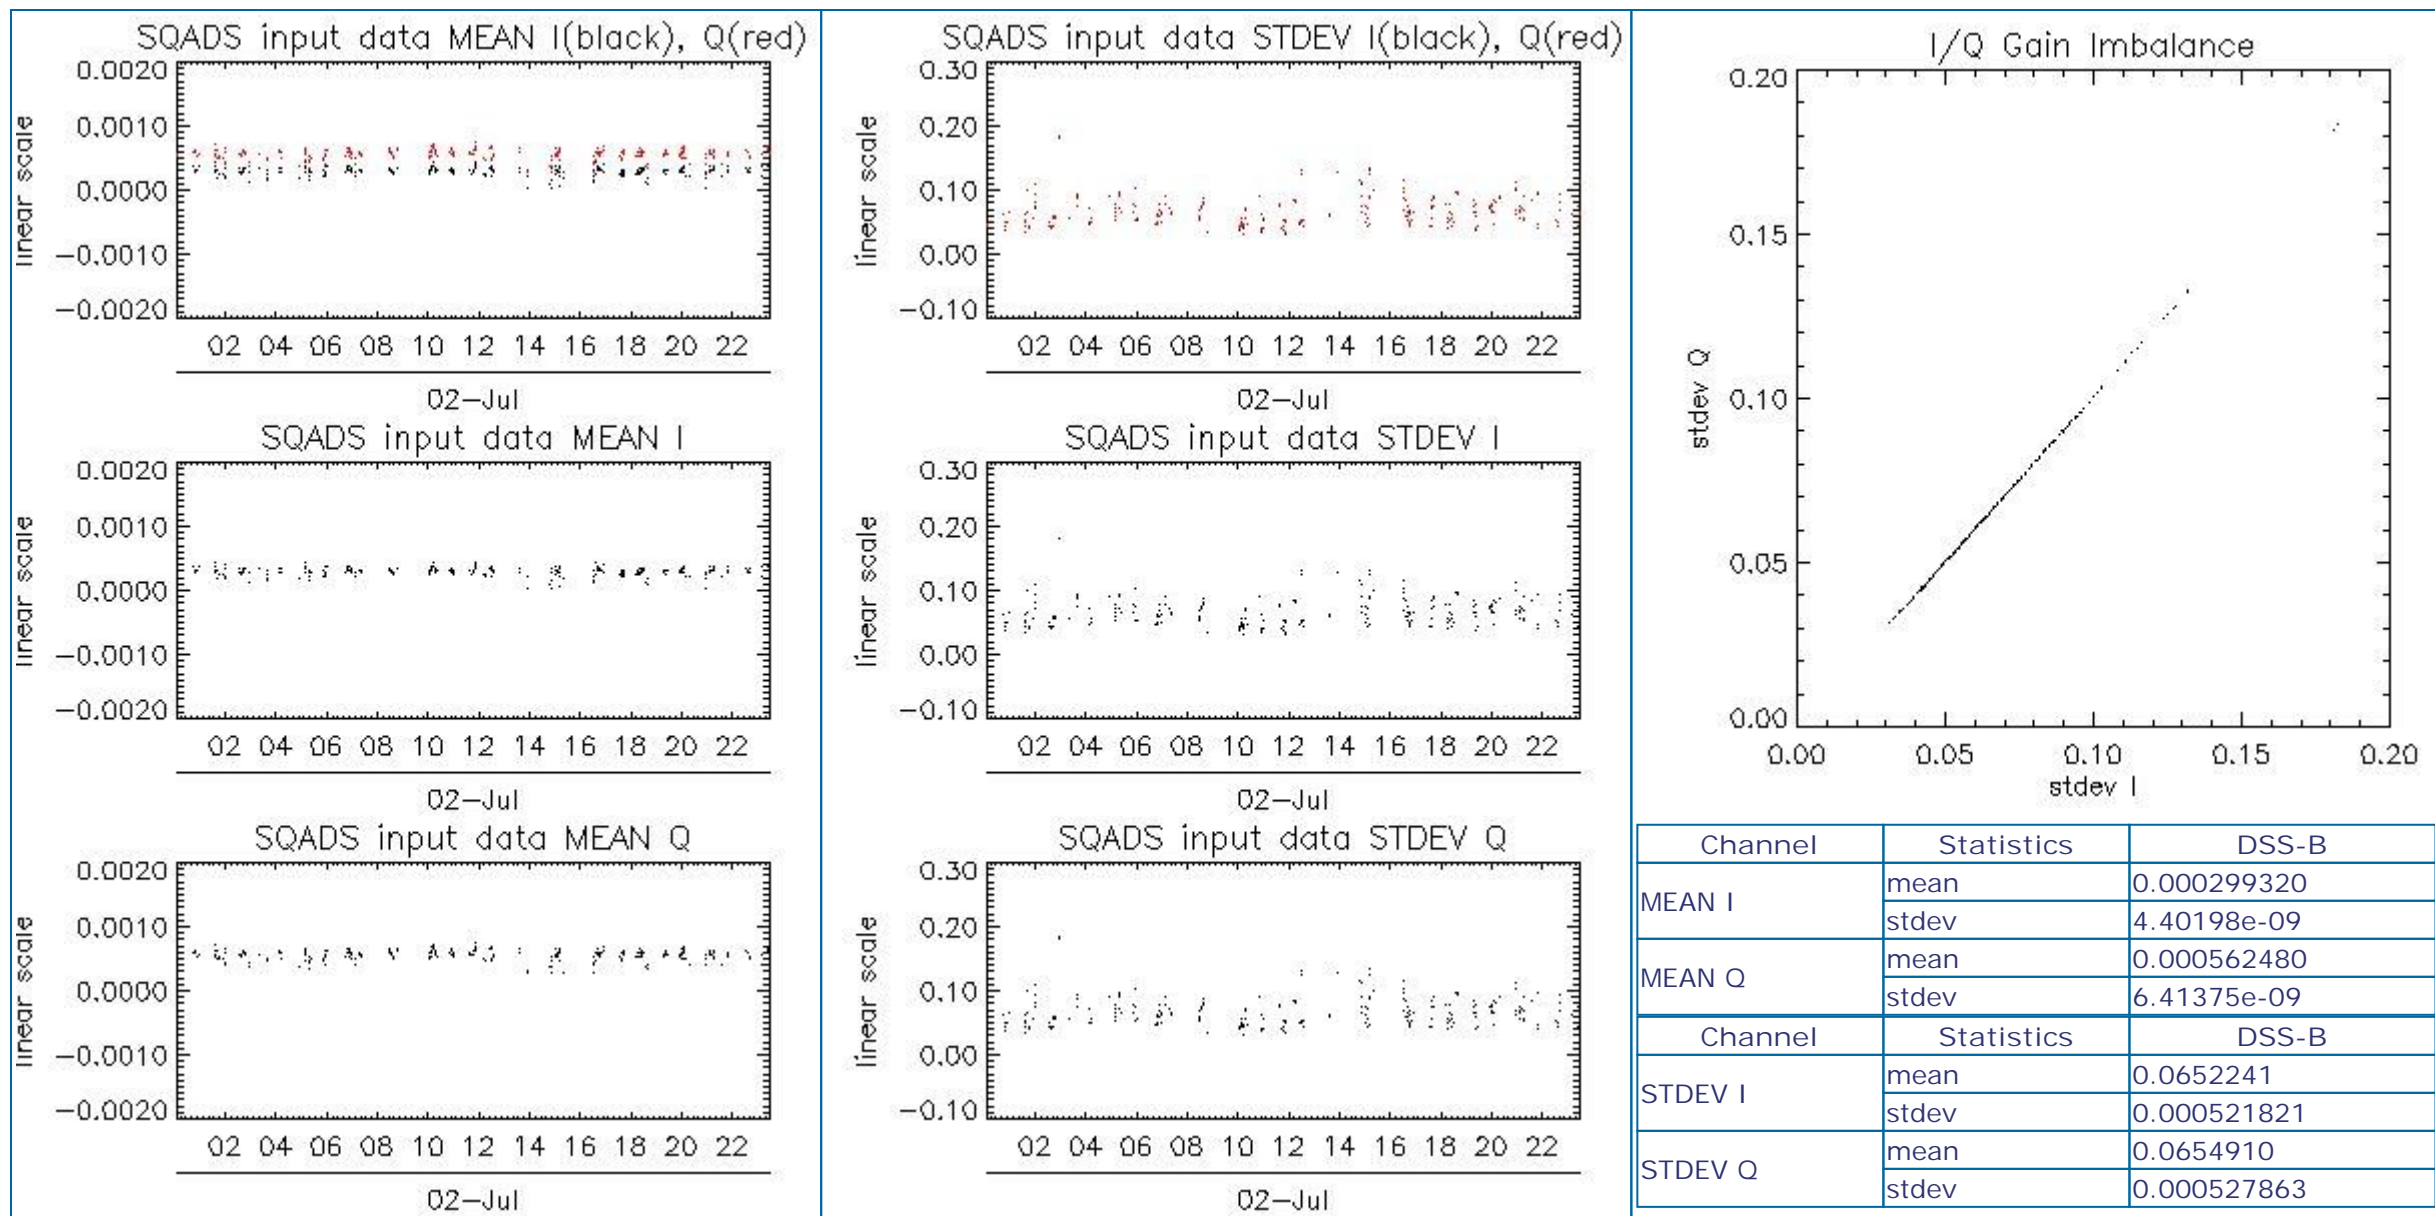 SQADS input data MEAN I(black), Q(red)
0.0020
0.0010
0.0000
−0.0010
−0.0020
linear scale
02 04 06 08 10 12 14 16 18 20 22
02−Jul
SQADS input data MEAN I
0.0020
0.0010
0.0000
−0.0010
−0.0020
linear scale
02 04 06 08 10 12 14 16 18 20 22
02−Jul
SQADS input data MEAN Q
0.0020
0.0010
0.0000
−0.0010
−0.0020
linear scale
02 04 06 08 10 12 14 16 18 20 22
02−Jul
SQADS input data STDEV I(black), Q(red)
0.30
0.20
0.10
0.00
−0.10
linear scale
02 04 06 08 10 12 14 16 18 20 22
02−Jul
SQADS input data STDEV I
0.30
0.20
0.10
0.00
−0.10
linear scale
02 04 06 08 10 12 14 16 18 20 22
02−Jul
SQADS input data STDEV Q
0.30
0.20
0.10
0.00
−0.10
linear scale
02 04 06 08 10 12 14 16 18 20 22
02−Jul
I/Q Gain Imbalance
0.20
0.15
0.10
0.05
0.00
stdev Q
0.00 0.05 0.10 0.15 0.20
stdev I
Channel Statistics DSS-B
MEAN I mean 0.000299320
stdev 4.40198e-09
MEAN Q mean 0.000562480
stdev 6.41375e-09
Channel Statistics DSS-B
STDEV I mean 0.0652241
stdev 0.000521821
STDEV Q mean 0.0654910
stdev 0.000527863